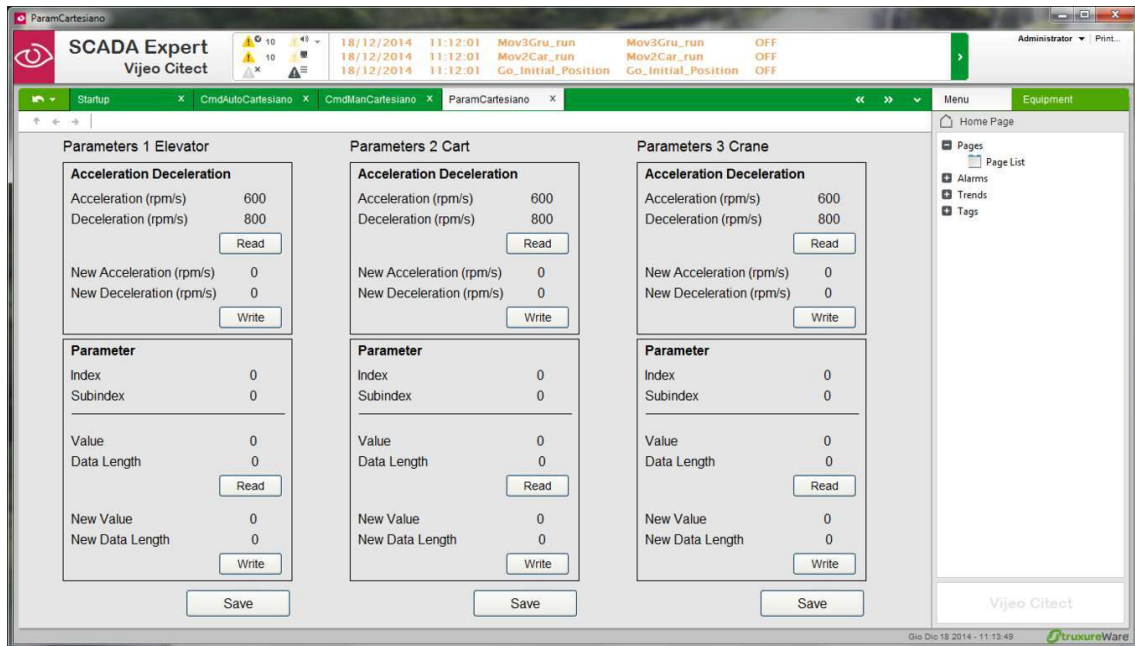 ParamCartesiano
SCADA Expert
Vijeo Citect
10
10
18/12/2014 11:12:01 Mov3Gru_run Mov3Gru_run OFF
18/12/2014 11:12:01 Mov2Car_run Mov2Car_run OFF
18/12/2014 11:12:01 Go_Initial_Position Go_Initial_Position OFF
Administrator Print...
Startup x CmdAutoCartesiano x CmdManCartesiano x ParamCartesiano x
Menu Equipment
Home Page
Pages
Page List
Alarms
Trends
Tags
Parameters 1 Elevator
Acceleration Deceleration
Acceleration (rpm/s) 600
Deceleration (rpm/s) 800
Read
New Acceleration (rpm/s) 0
New Deceleration (rpm/s) 0
Write
Parameter
Index 0
Subindex 0
Value 0
Data Length 0
Read
New Value 0
New Data Length 0
Write
Save
Parameters 2 Cart
Acceleration Deceleration
Acceleration (rpm/s) 600
Deceleration (rpm/s) 800
Read
New Acceleration (rpm/s) 0
New Deceleration (rpm/s) 0
Write
Parameter
Index 0
Subindex 0
Value 0
Data Length 0
Read
New Value 0
New Data Length 0
Write
Save
Parameters 3 Crane
Acceleration Deceleration
Acceleration (rpm/s) 600
Deceleration (rpm/s) 800
Read
New Acceleration (rpm/s) 0
New Deceleration (rpm/s) 0
Write
Parameter
Index 0
Subindex 0
Value 0
Data Length 0
Read
New Value 0
New Data Length 0
Write
Save
Vijeo Citect
Gio Dic 18 2014 - 11:13:49
StruxureWare